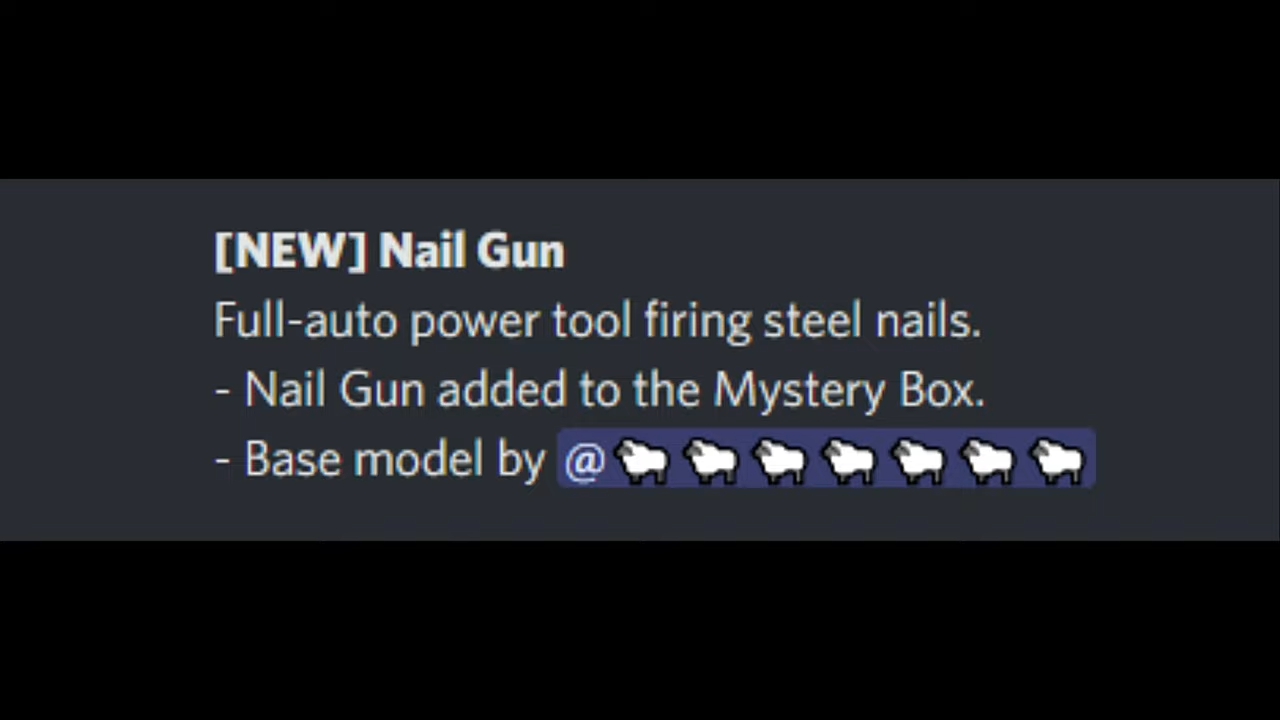 [NEW] Nail Gun
Full-auto power tool firing steel nails.
- Nail Gun added to the Mystery Box.
- Base model by @🐑🐑🐑🐑🐑🐑🐑